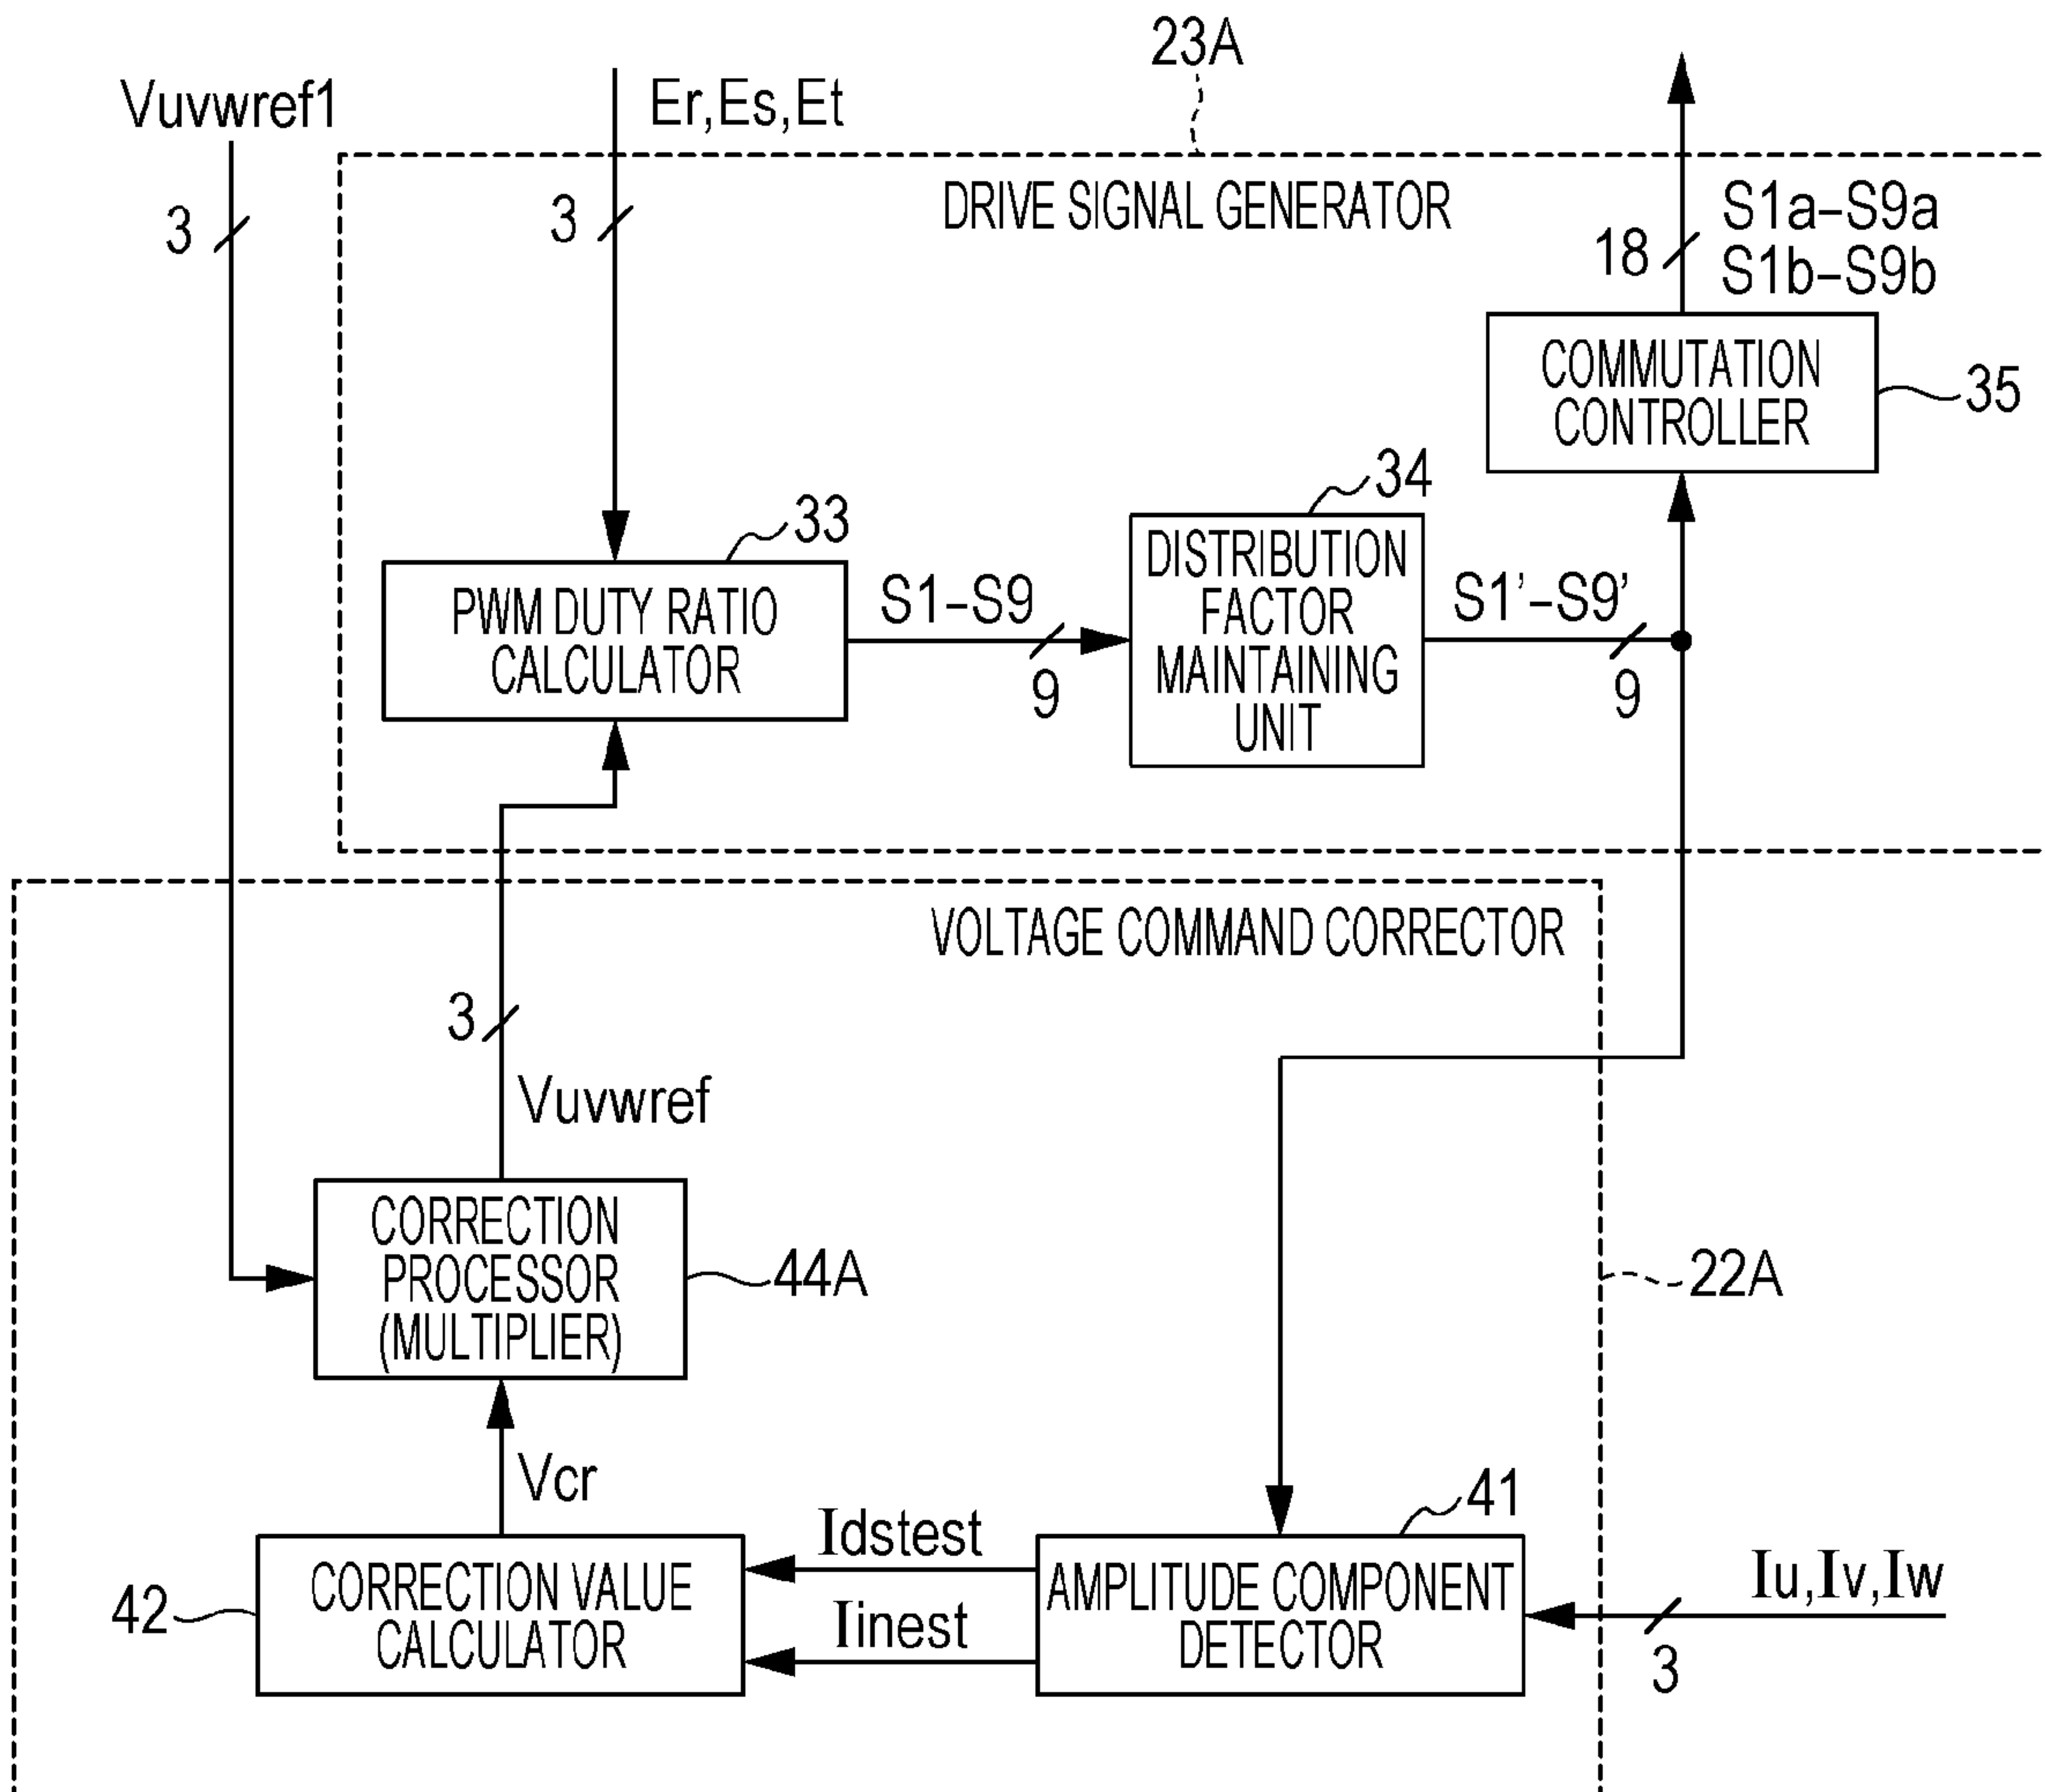 23A
Vuvwref1
Er,Es,Et
3
3
DRIVE SIGNAL GENERATOR
18
S1a–S9a
S1b–S9b
COMMUTATION
CONTROLLER
35
33
PWM DUTY RATIO
CALCULATOR
S1–S9
9
34
DISTRIBUTION
FACTOR
MAINTAINING
UNIT
S1’–S9’
9
VOLTAGE COMMAND CORRECTOR
3
Vuvwref
CORRECTION
PROCESSOR
(MULTIPLIER)
44A
22A
Vcr
42
CORRECTION VALUE
CALCULATOR
Idstest
Iinest
41
AMPLITUDE COMPONENT
DETECTOR
Iu,Iv,Iw
3